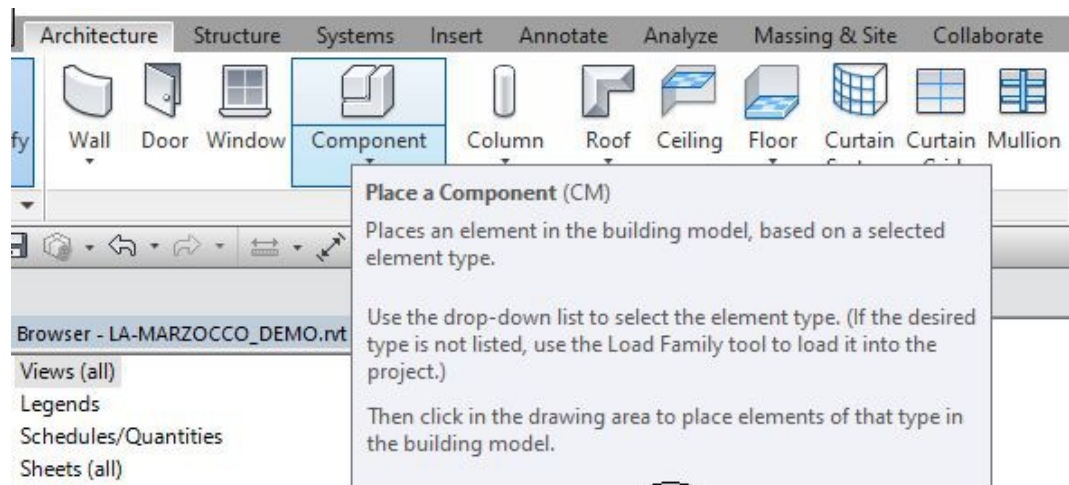 Architecture Structure Systems Insert Annotate Analyze Massing & Site Collaborate
fy Wall Door Window Component Column Roof Ceiling Floor Curtain Curtain Mullion
Place a Component (CM)
Places an element in the building model, based on a selected
element type.
Use the drop-down list to select the element type. (If the desired
type is not listed, use the Load Family tool to load it into the
project.)
Then click in the drawing area to place elements of that type in
the building model.
Browser - LA-MARZOCCO_DEMO.rvt
Views (all)
Legends
Schedules/Quantities
Sheets (all)